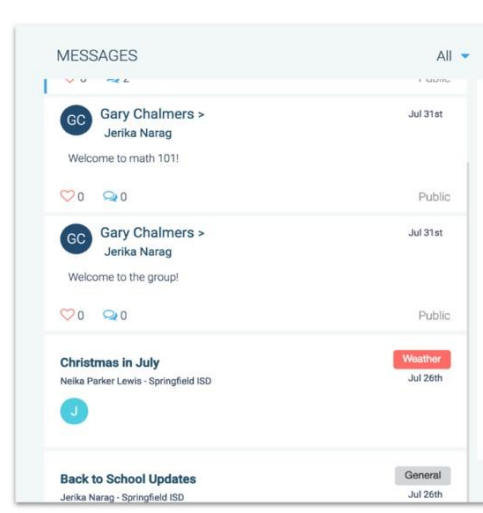 MESSAGES
All
2
Public
GC
Gary Chalmers >
Jul 31st
Jerika Narag
Welcome to math 101!
0
0
Public
GC
Gary Chalmers >
Jul 31st
Jerika Narag
Welcome to the group!
0
0
Public
Christmas in July
Weather
Neika Parker Lewis - Springfield ISD
Jul 26th
J
Back to School Updates
General
Jerika Narag - Springfield ISD
Jul 26th